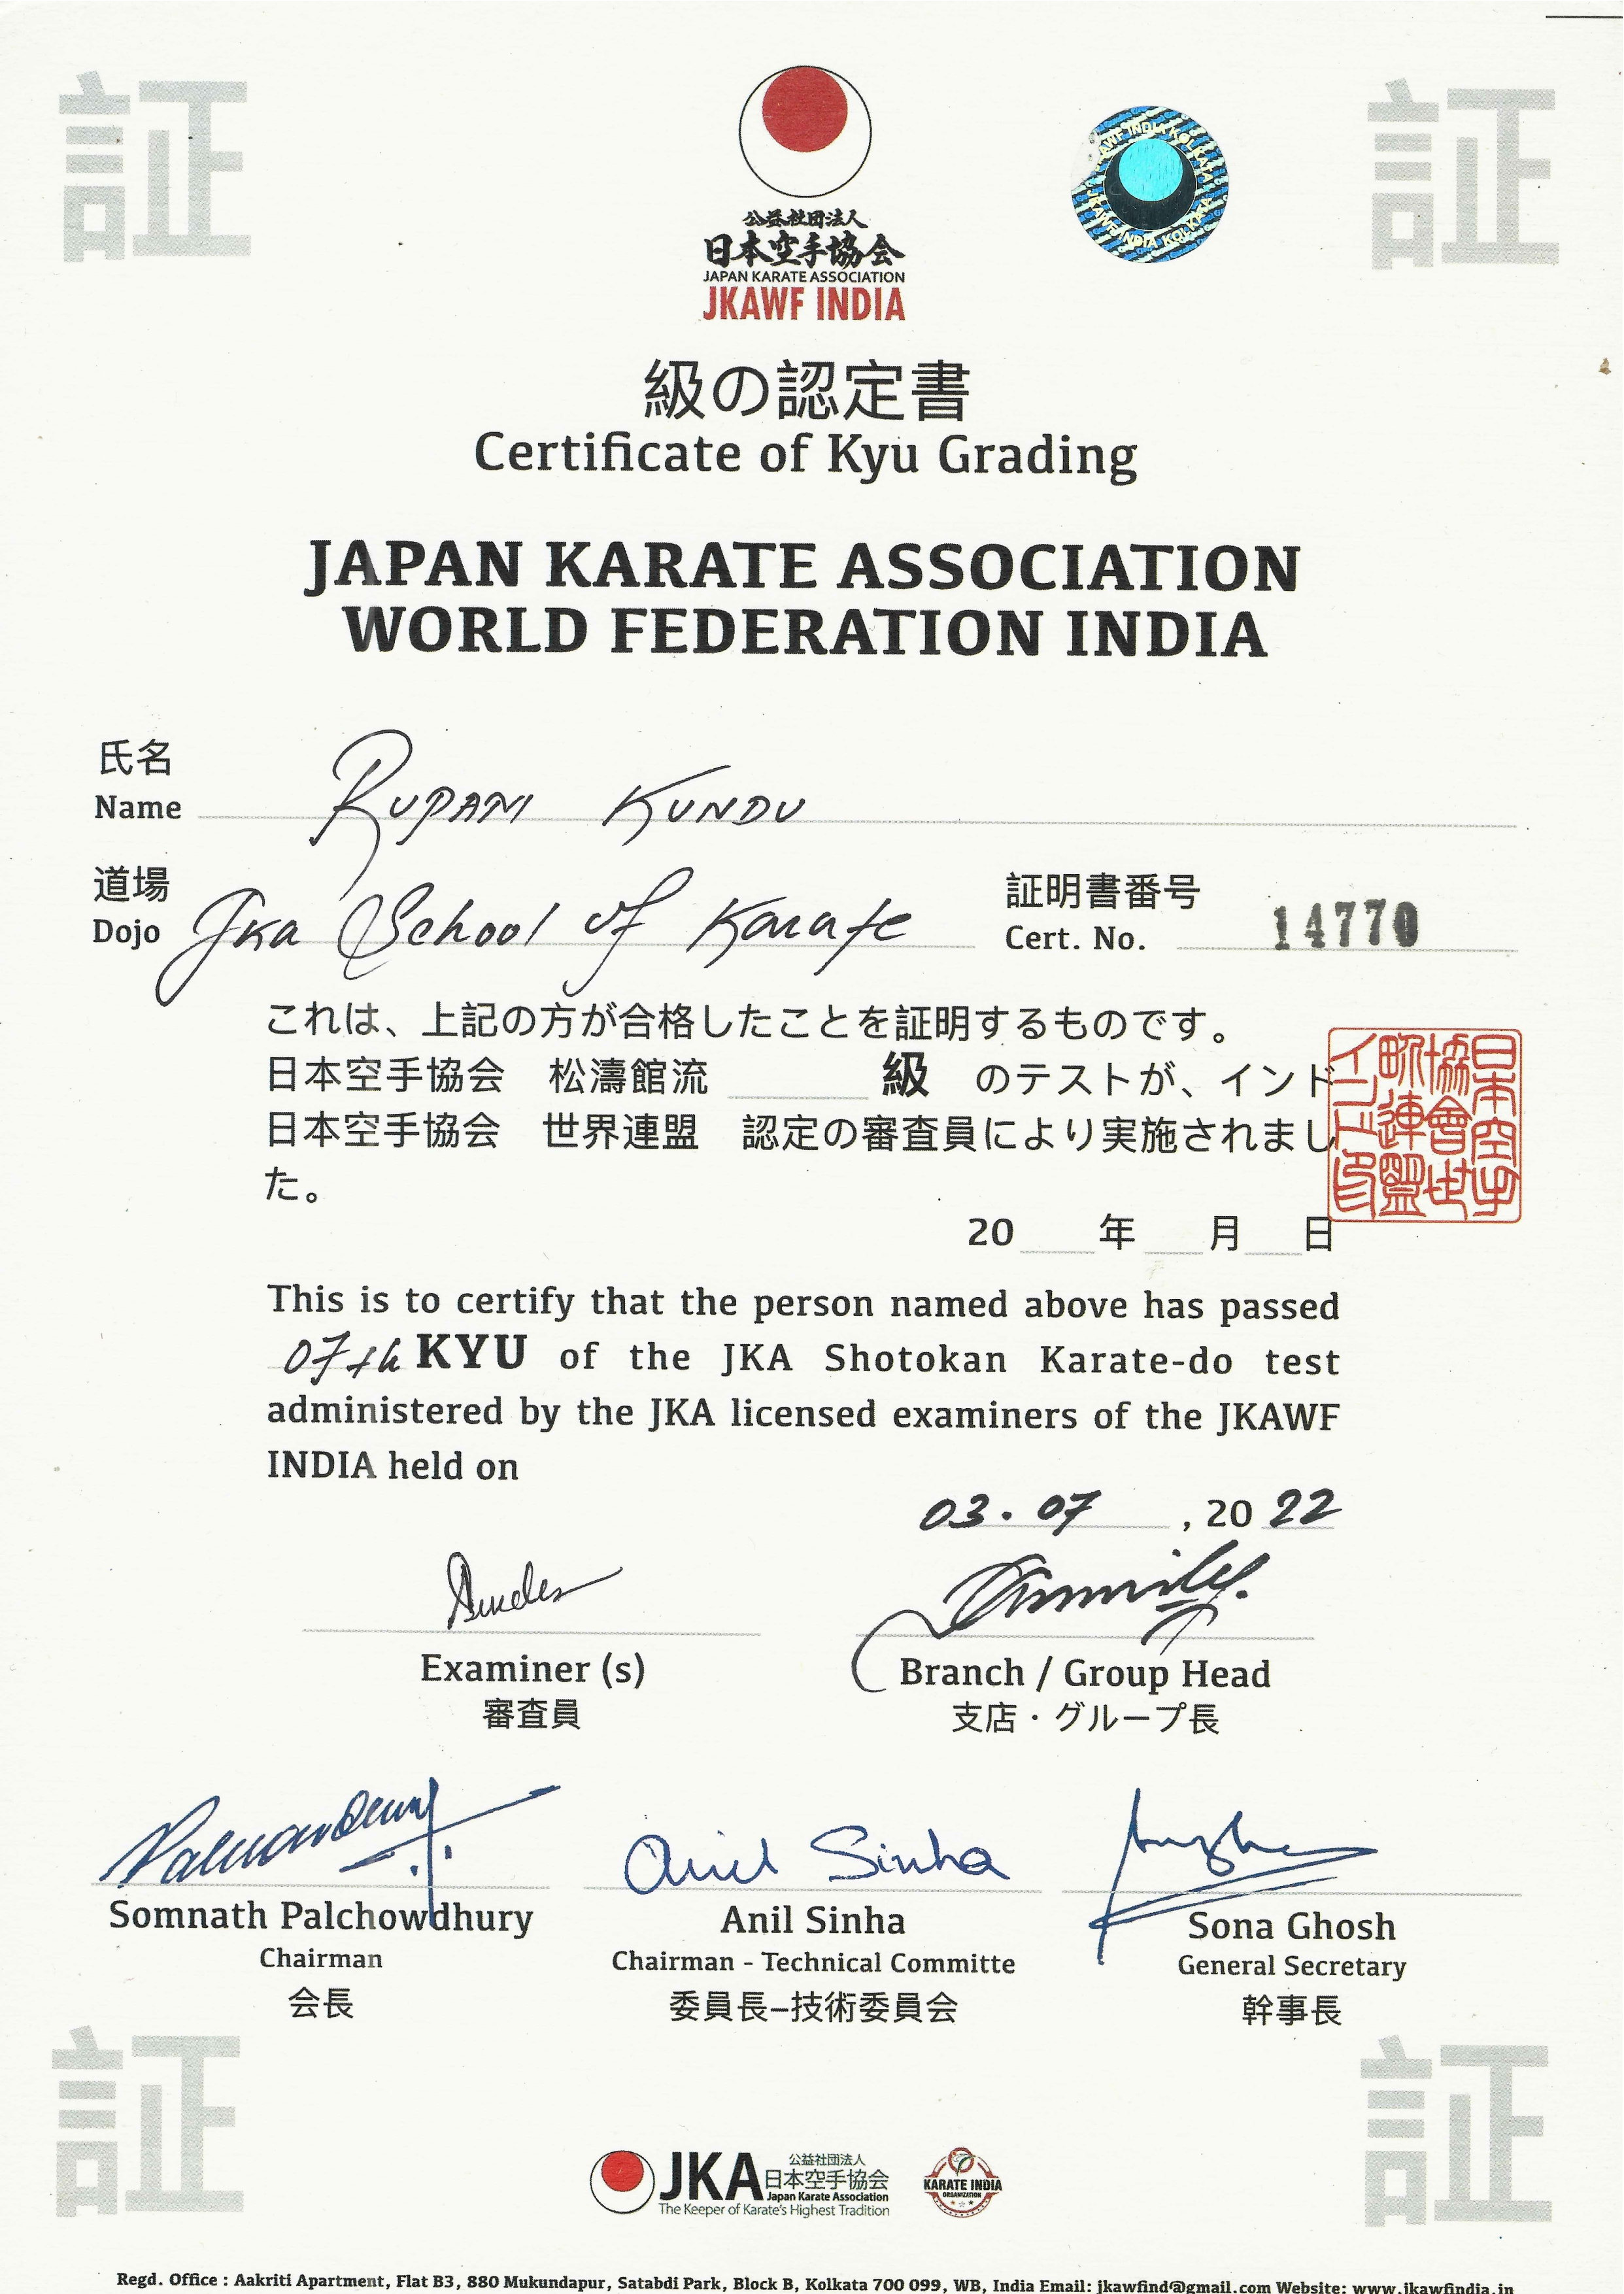 証
証
公益社団法人
日本空手協会
JAPAN KARATE ASSOCIATION
JKAWF INDIA
JKAWF INDIA KOLKATA
級の認定書
Certificate of Kyu Grading
JAPAN KARATE ASSOCIATION
WORLD FEDERATION INDIA
氏名
Name RUPANI KUNDU
道場
Dojo Jka School of Karate
証明書番号
Cert. No. 14770
これは、上記の方が合格したことを証明するものです。
日本空手協会 松濤館流 級 のテストが、インド
日本空手協会 世界連盟 認定の審査員により実施されまし
た。
20 年 月 日
This is to certify that the person named above has passed
07th KYU of the JKA Shotokan Karate-do test
administered by the JKA licensed examiners of the JKAWF
INDIA held on
03.07, 2022
Examiner (s)
審査員
Branch / Group Head
支店・グループ長
Anil Sinha
Somnath Palchowdhury
Chairman
会長
Anil Sinha
Chairman - Technical Committe
委員長–技術委員会
Sona Ghosh
General Secretary
幹事長
証
証
JKA 公益社団法人
日本空手協会
Japan Karate Association
The Keeper of Karate's Highest Tradition
KARATE INDIA
ORGANIZATION
Regd. Office : Aakriti Apartment, Flat B3, 880 Mukundapur, Satabdi Park, Block B, Kolkata 700 099, WB, India Email: jkawfind@gmail.com Website: www.jkawfindia.in